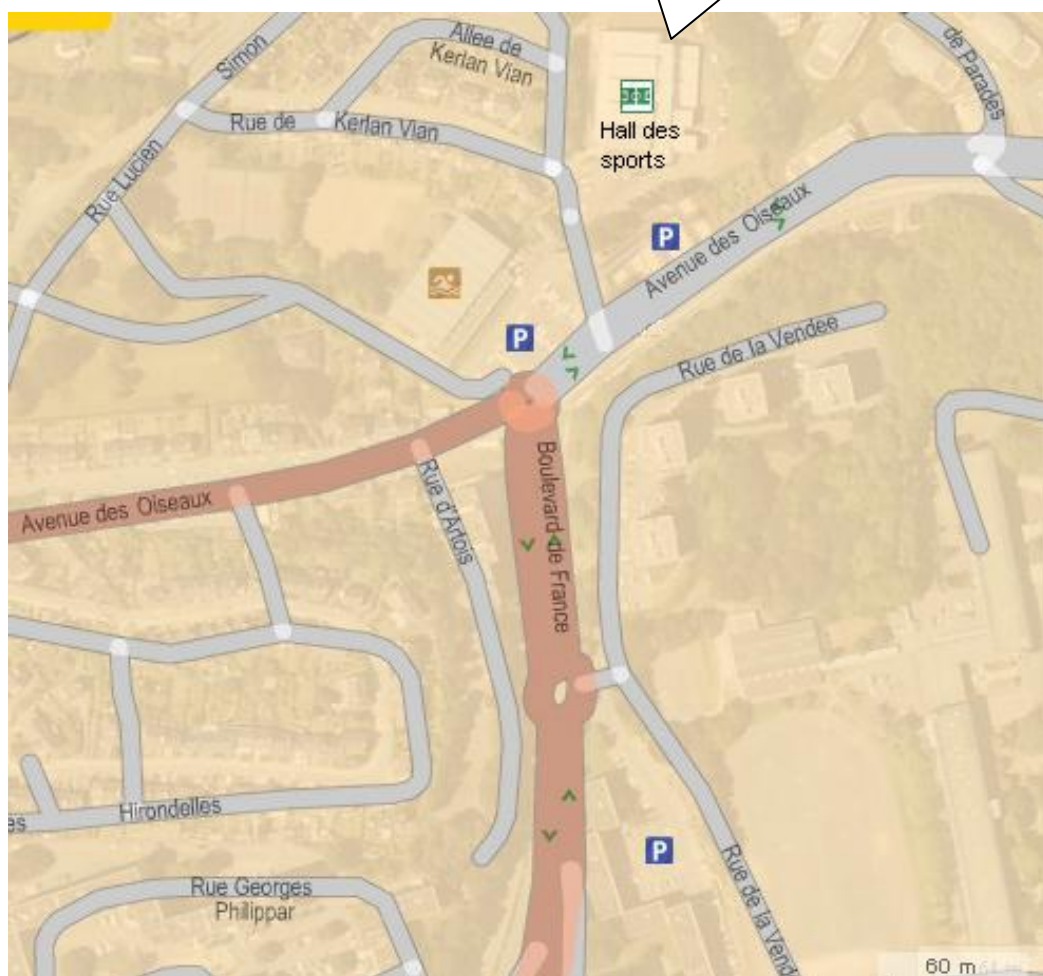 Simon
Allee de
Kerlan Vian
de Parades
Rue de Kerlan Vian
Hall des
sports
Rue Lucien
P
Avenue des Oiseaux
P
Rue de la Vendee
Boulevard de France
Rue d'Artois
Avenue des Oiseaux
Hirondelles
es
P
Rue de la Vend
Rue Georges
Philippar
60 m